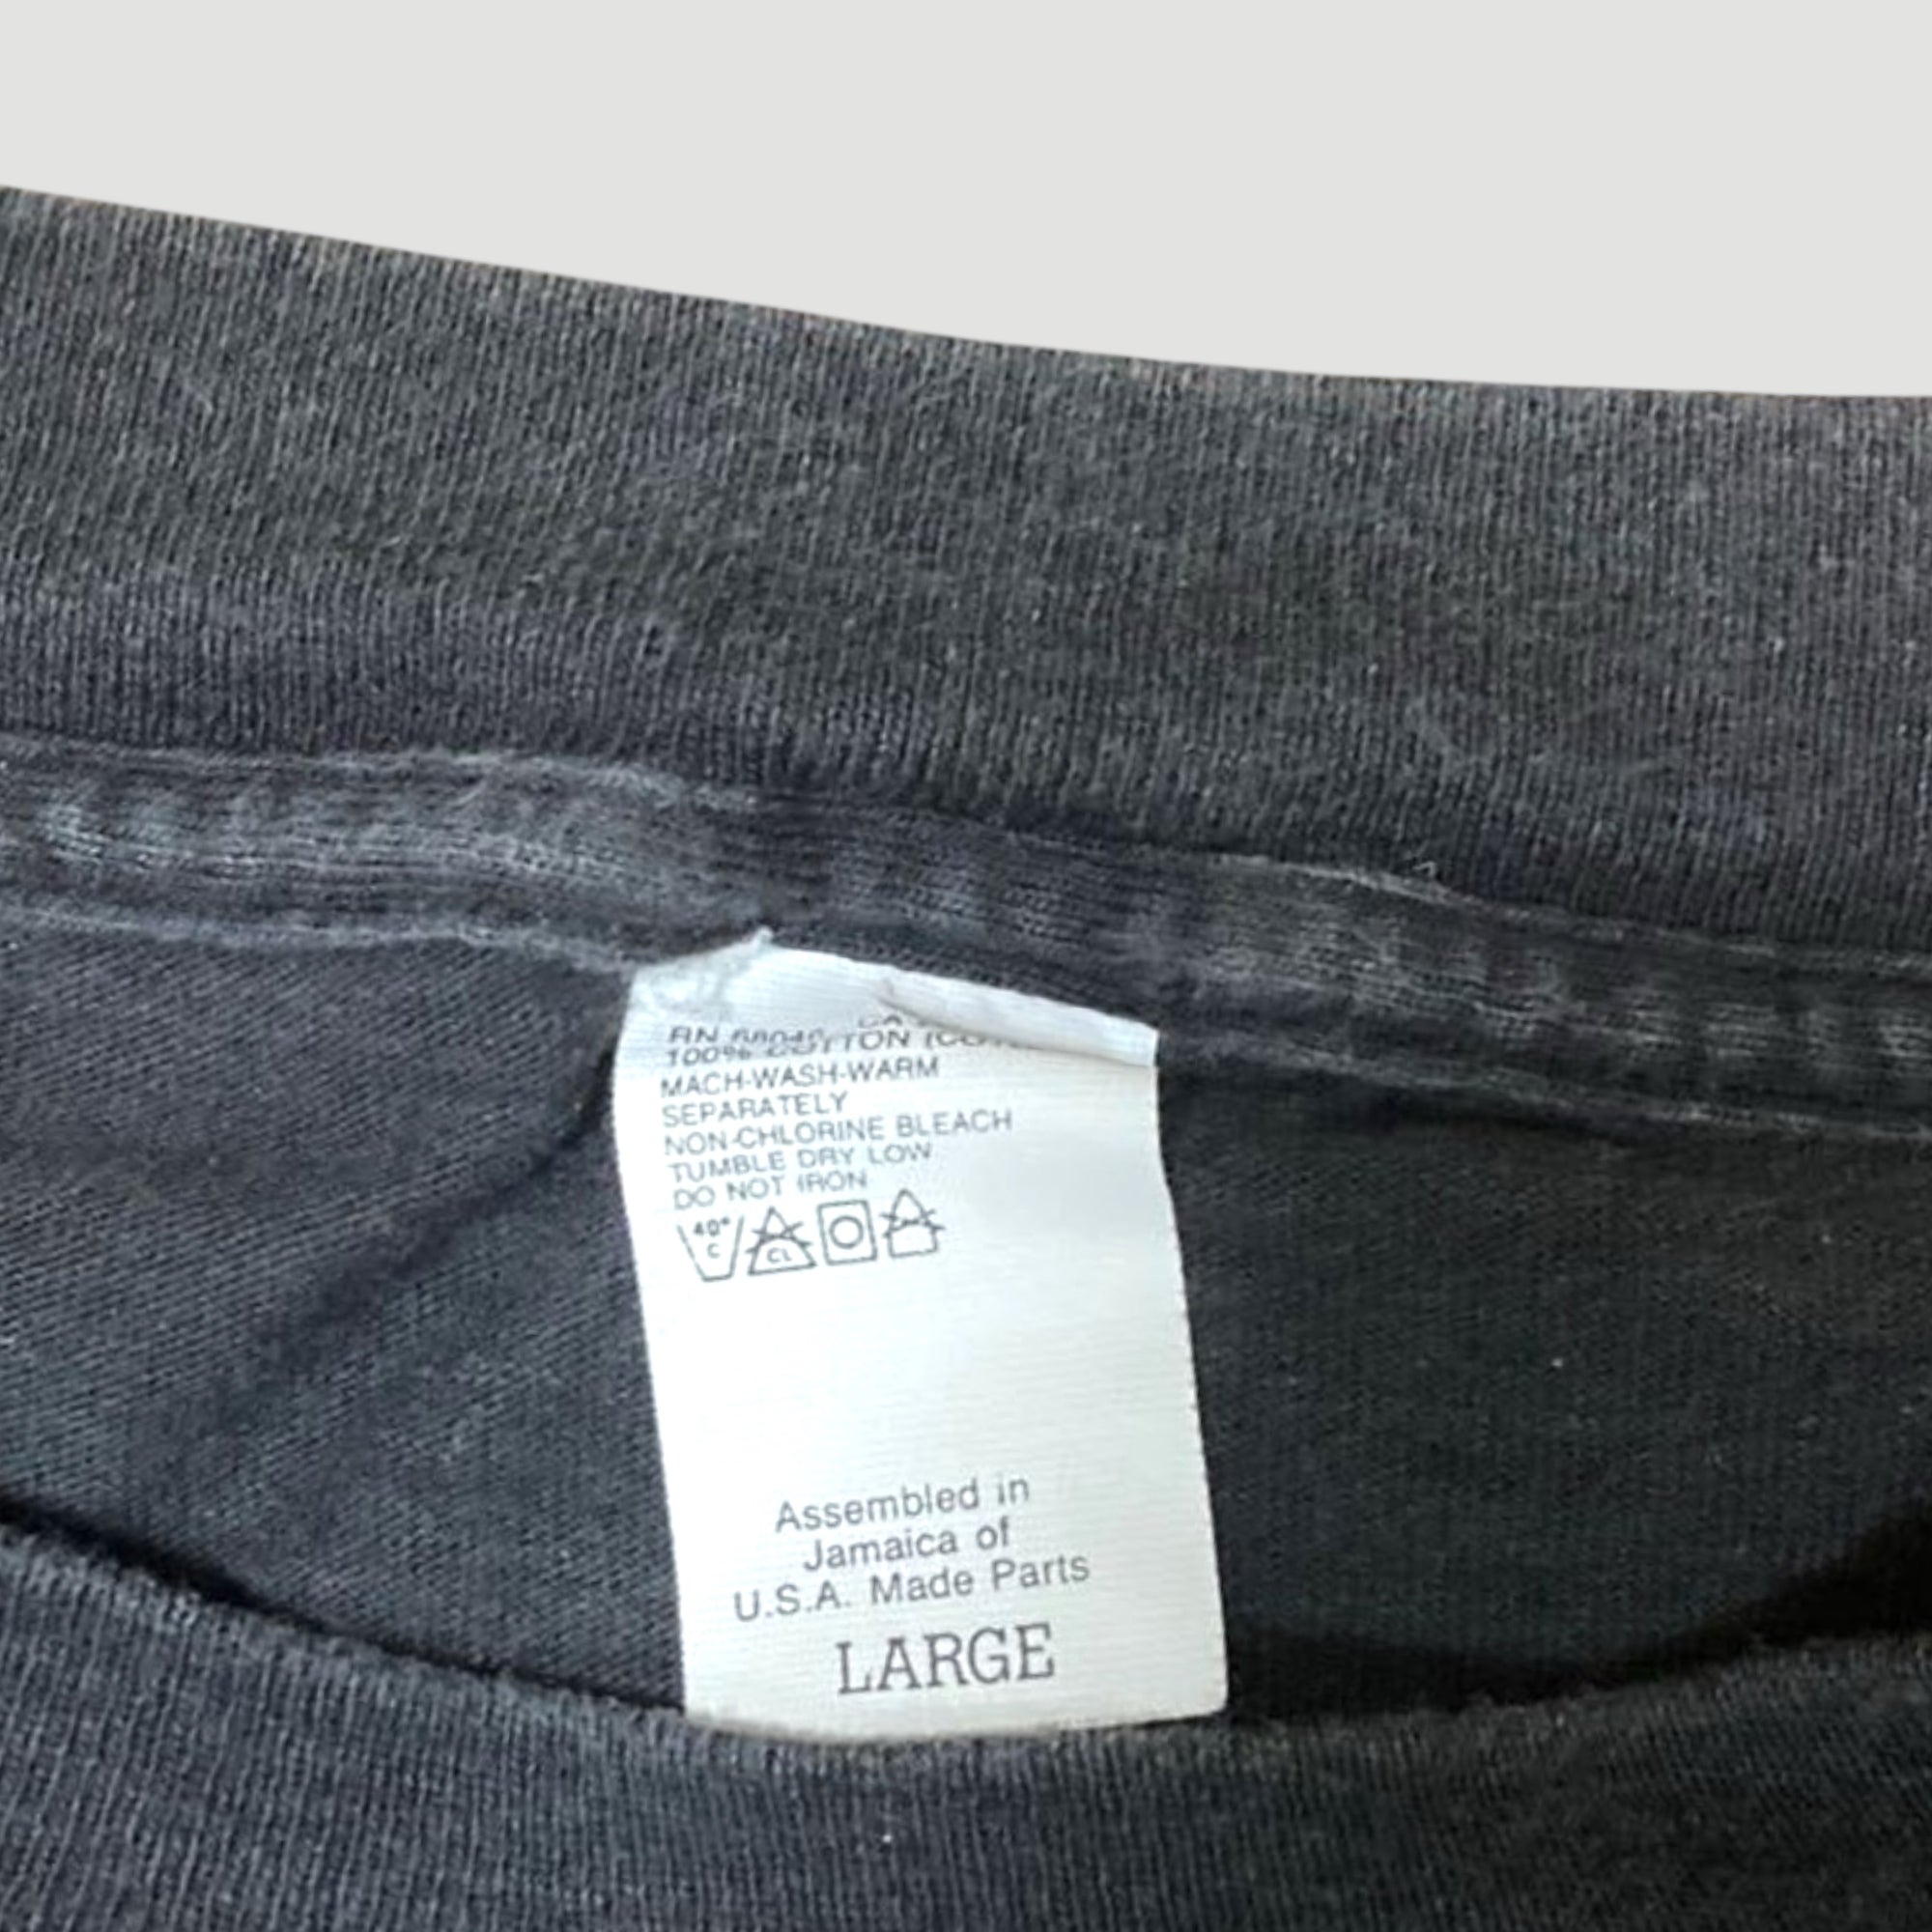 RN
100% COTTON
MACH-WASH-WARM
SEPARATELY
NON-CHLORINE BLEACH
TUMBLE DRY LOW
DO NOT IRON
40°
C
CL
Assembled in
Jamaica of
U.S.A. Made Parts
LARGE